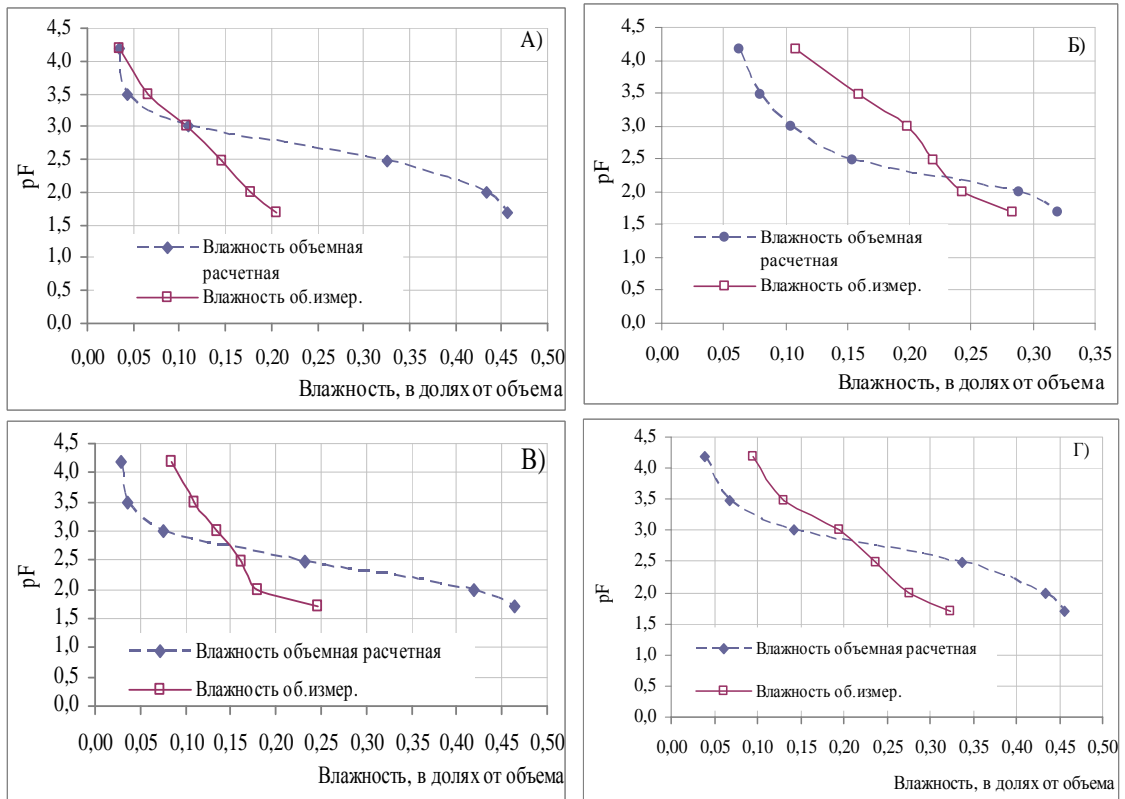 А)
4,5
4,0
3,5
3,0
2,5
2,0
1,5
1,0
0,5
0,0
pF
Влажность объемная
расчетная
Влажность об.измер.
0,00 0,05 0,10 0,15 0,20 0,25 0,30 0,35 0,40 0,45 0,50
Влажность, в долях от объема
Б)
4,5
4,0
3,5
3,0
2,5
2,0
1,5
1,0
0,5
0,0
pF
Влажность объемная
расчетная
Влажность об.измер.
0,00 0,05 0,10 0,15 0,20 0,25 0,30 0,35
Влажность, в долях от объема
В)
4,5
4,0
3,5
3,0
2,5
2,0
1,5
1,0
0,5
0,0
pF
Влажность объемная расчетная
Влажность об.измер.
0,00 0,05 0,10 0,15 0,20 0,25 0,30 0,35 0,40 0,45 0,50
Влажность, в долях от объема
Г)
4,5
4,0
3,5
3,0
2,5
2,0
1,5
1,0
0,5
0,0
pF
Влажность объемная расчетная
Влажность об.измер.
0,00 0,05 0,10 0,15 0,20 0,25 0,30 0,35 0,40 0,45 0,50
Влажность, в долях от объема